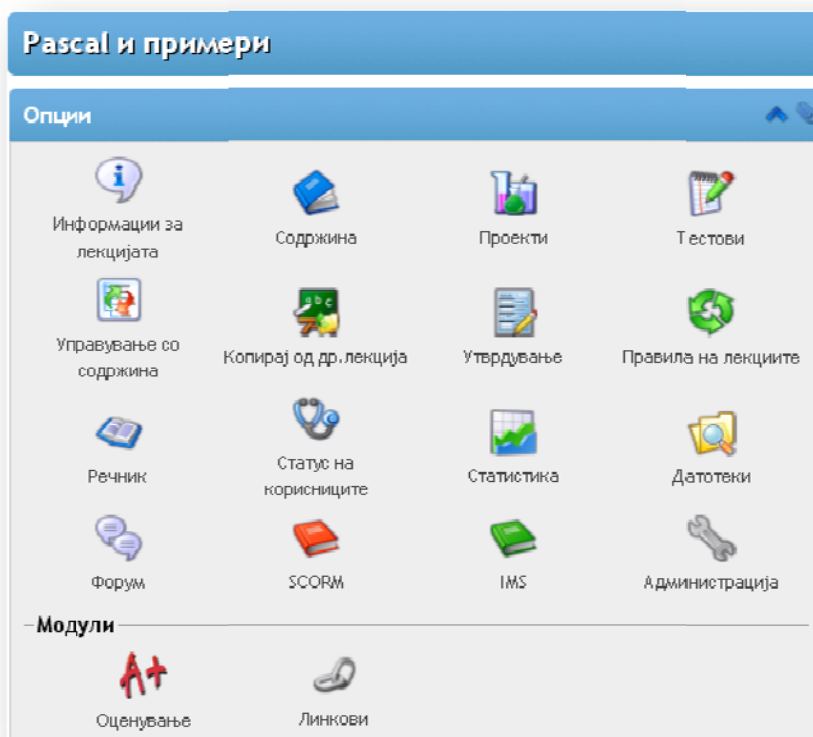 Pascal и примери
Опции
Информации за
лекцијата
Содржина
Проекти
Тестови
Управување со
содржина
Копирај од др.лекција
Утврдување
Правила на лекциите
Речник
Статус на
корисниците
Статистика
Датотеки
Форум
SCORM
IMS
Администрација
Модули
Оценување
Линкови